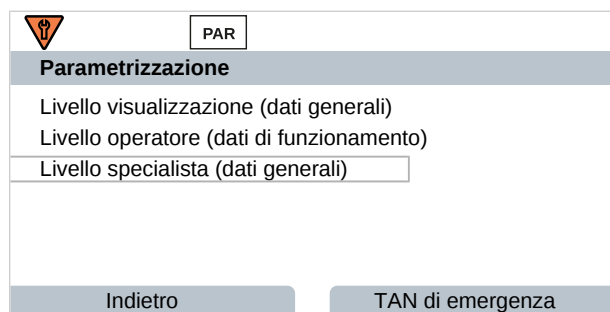 PAR
Parametrizzazione
Livello visualizzazione (dati generali)
Livello operatore (dati di funzionamento)
Livello specialista (dati generali)
Indietro
TAN di emergenza